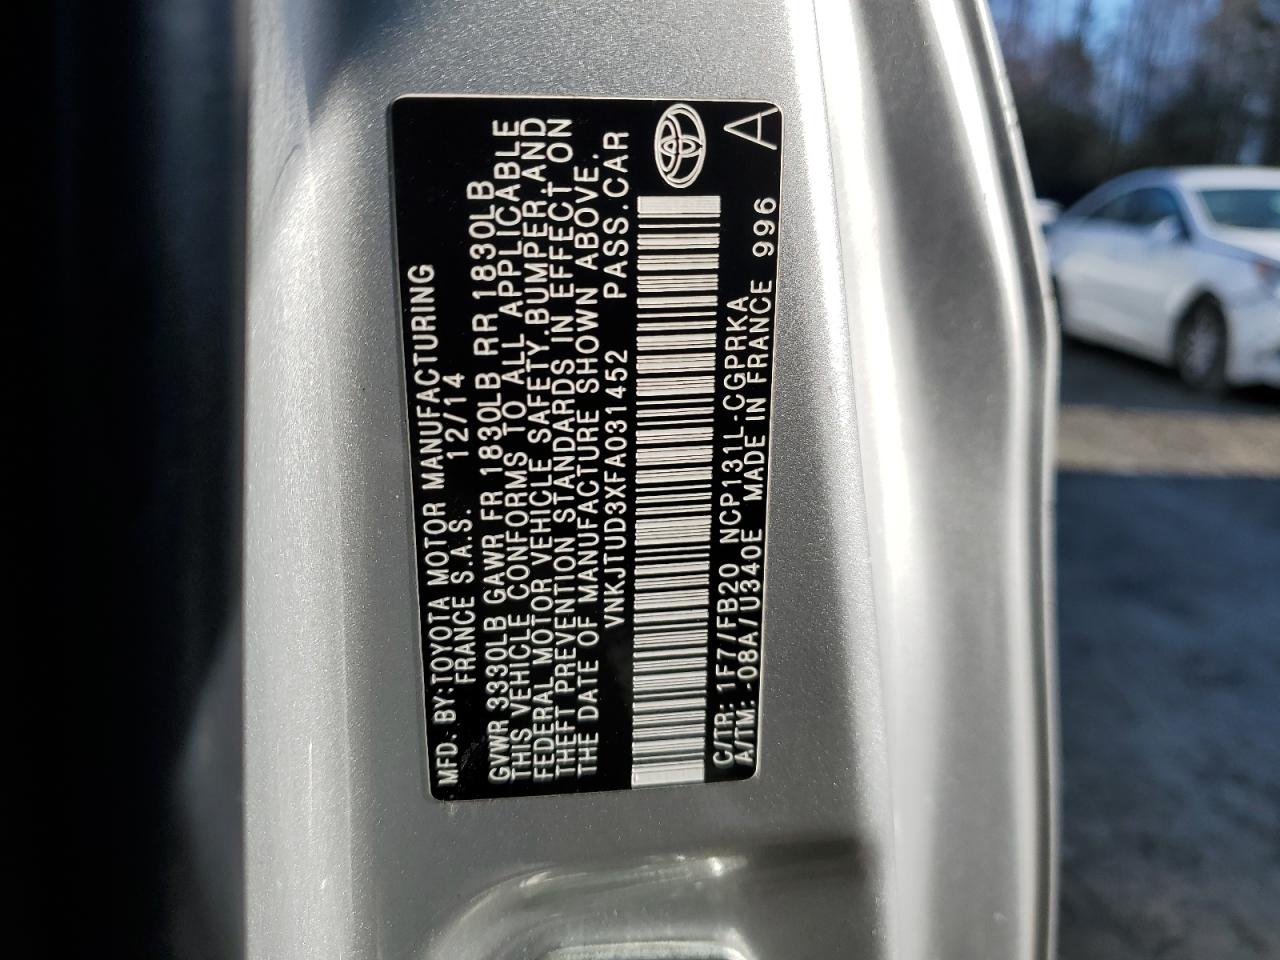 MFD. BY: TOYOTA MOTOR MANUFACTURING
FRANCE S.A.S. 12/14
GVWR 3330LB GAWR FR 1830LB RR 1830LB
THIS VEHICLE CONFORMS TO ALL APPLICABLE
FEDERAL MOTOR VEHICLE SAFETY, BUMPER, AND
THEFT PREVENTION STANDARDS IN EFFECT ON
THE DATE OF MANUFACTURE SHOWN ABOVE.
VNKJTUD3XFA031452 PASS.CAR
C/TR: 1F7/FB20 NCP131L-CGPRKA
A/TM: -08A/U340E MADE IN FRANCE 996
A